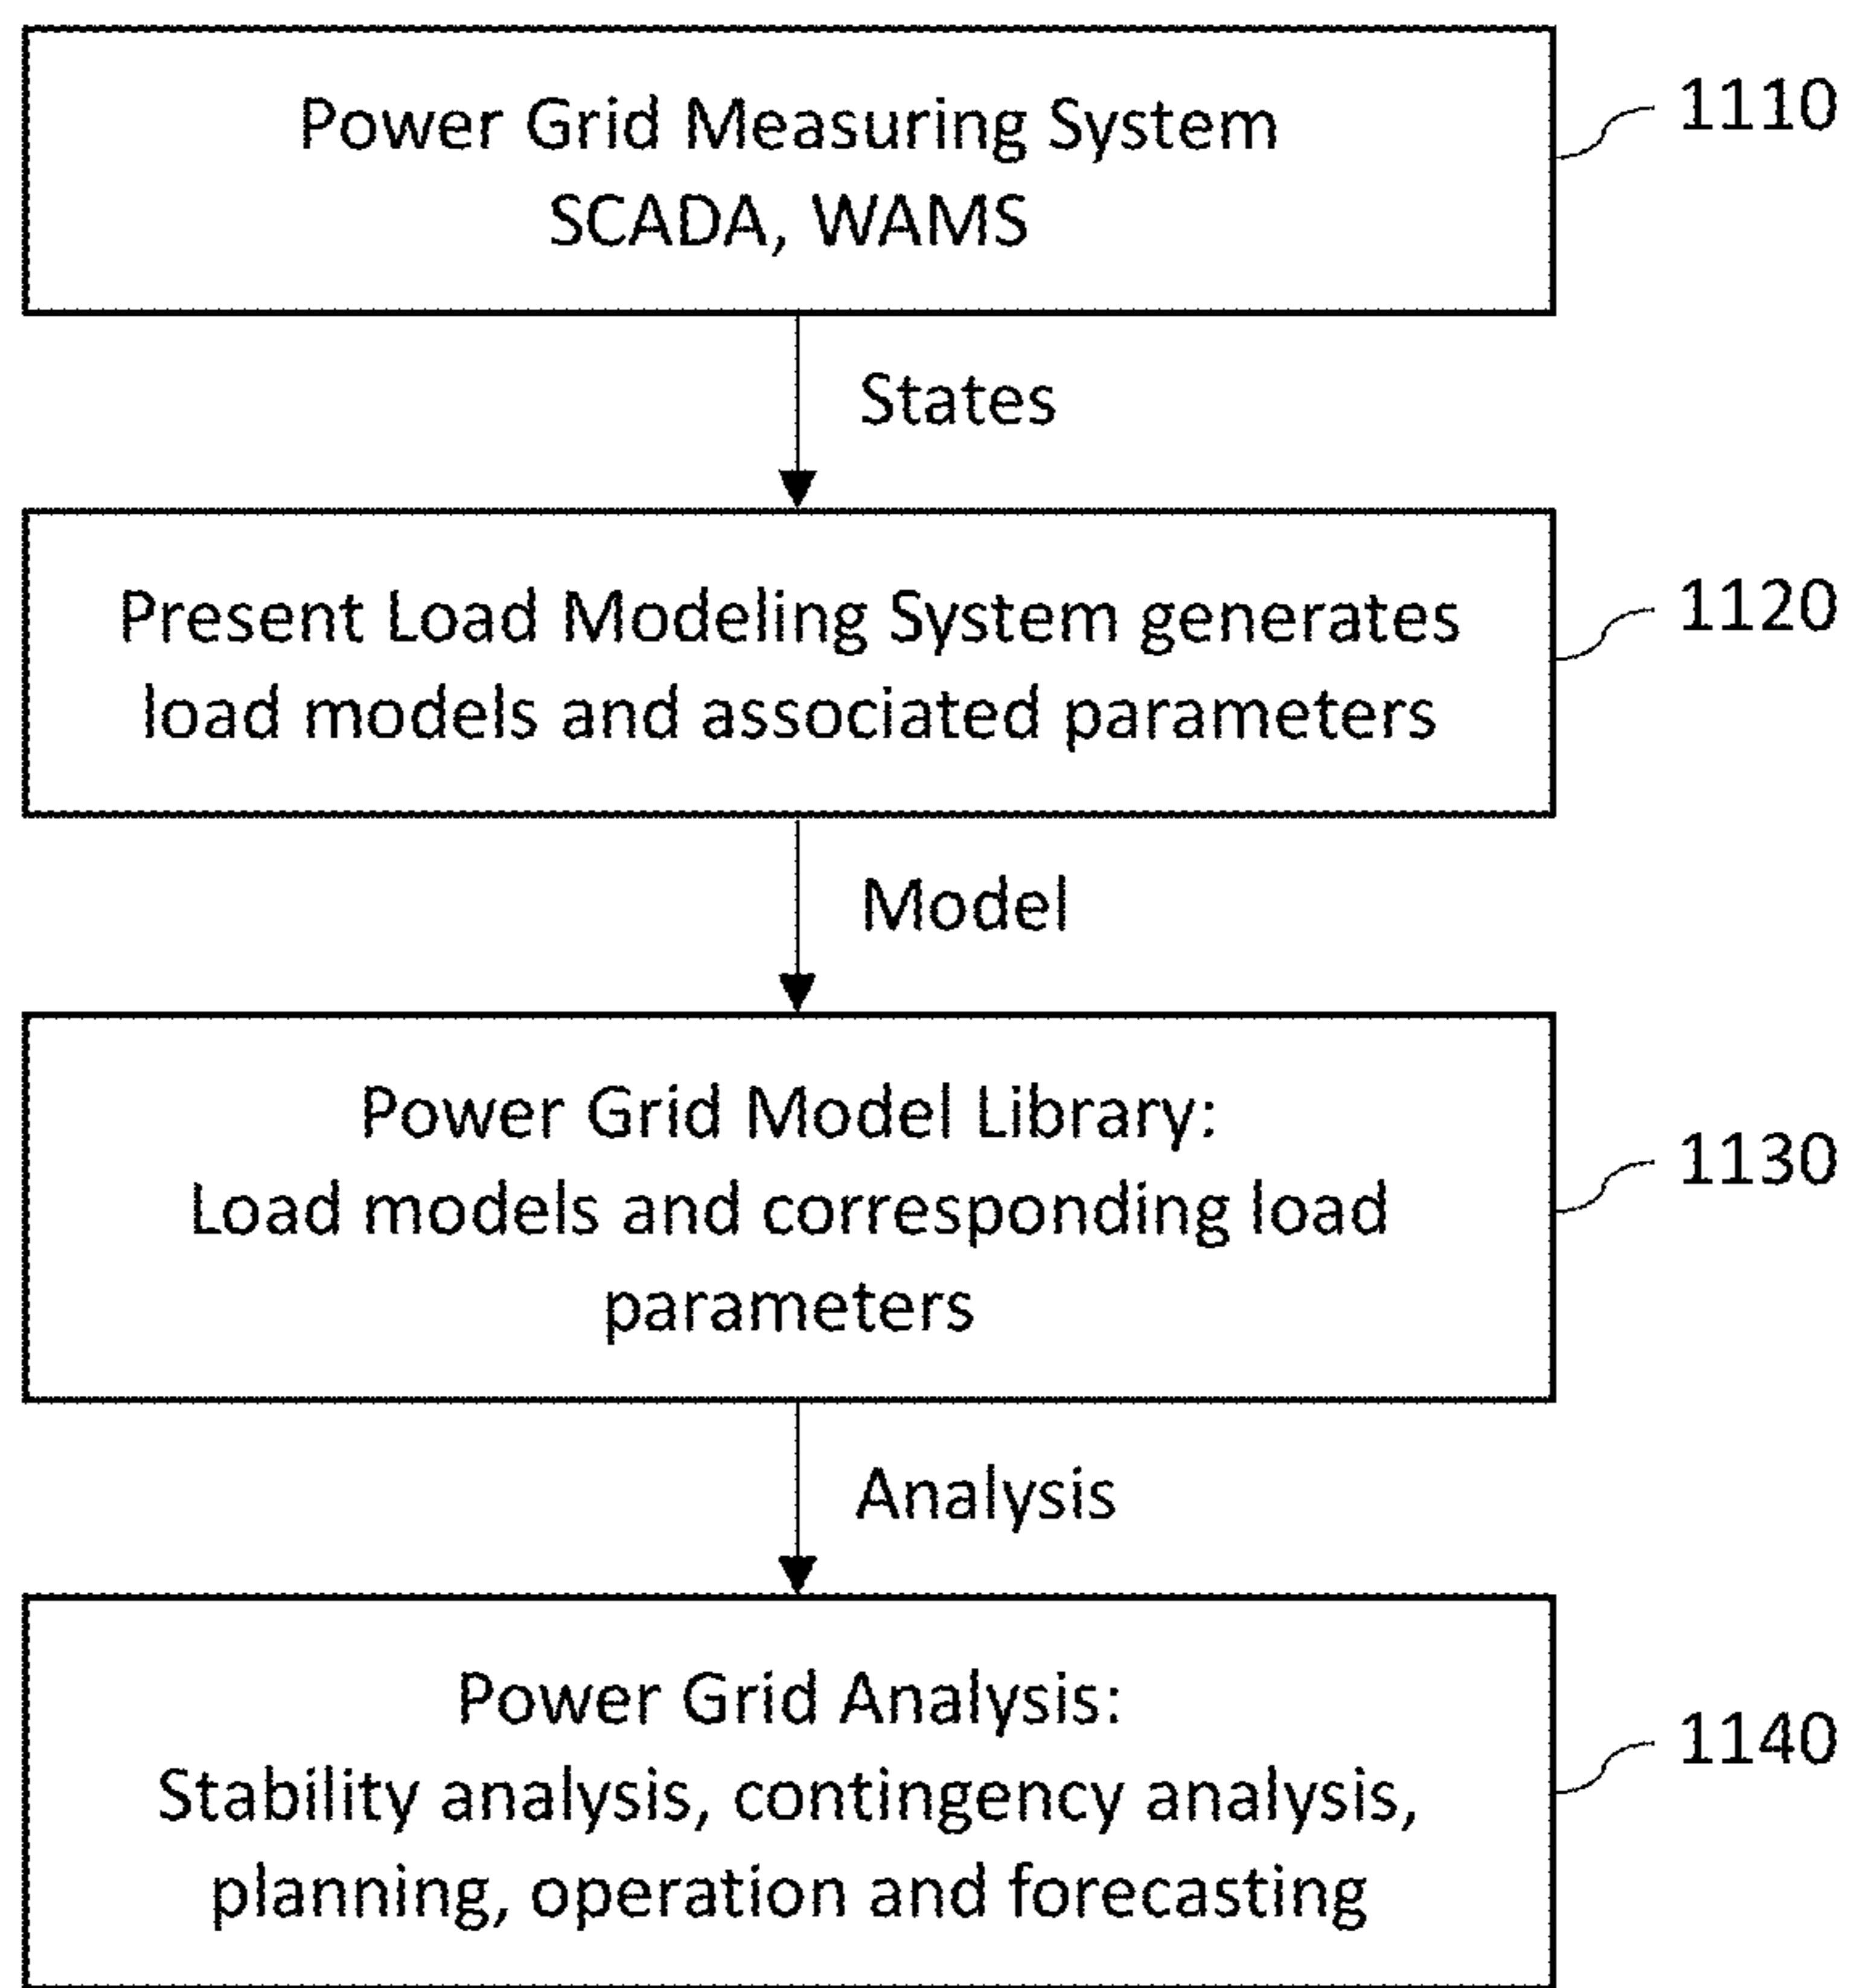 Power Grid Measuring System
SCADA, WAMS
1110
States
Present Load Modeling System generates
load models and associated parameters
1120
Model
Power Grid Model Library:
Load models and corresponding load
parameters
1130
Analysis
Power Grid Analysis:
Stability analysis, contingency analysis,
planning, operation and forecasting
1140